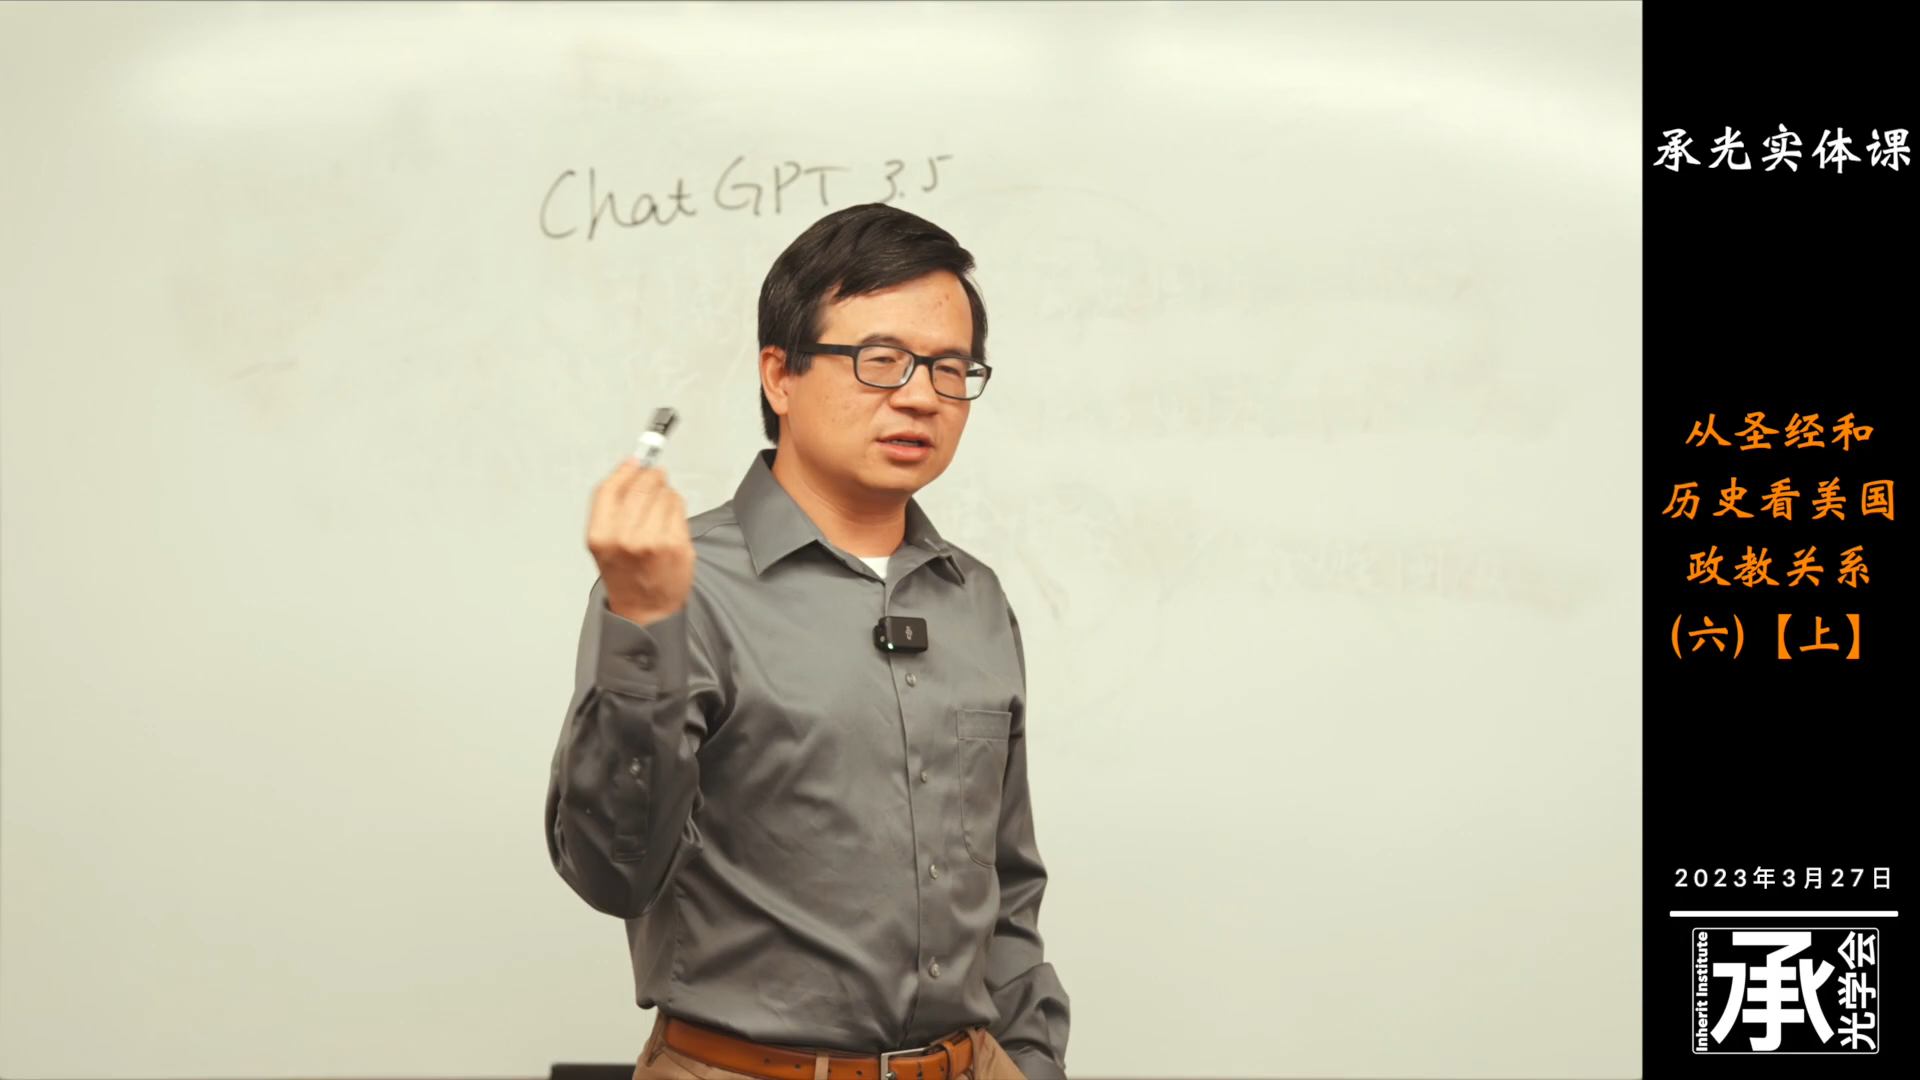 Chat GPT 3.5
承光实体课
从圣经和
历史看美国
政教关系
(六)【上】
2023年3月27日
Inherit Institute
承
光学会